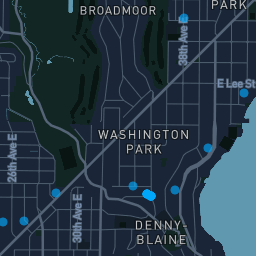 BROADMOOR
PARK
38th Ave E
E Lee St
WASHINGTON
PARK
26th Ave E
30th Ave E
DENNY-
BLAINE